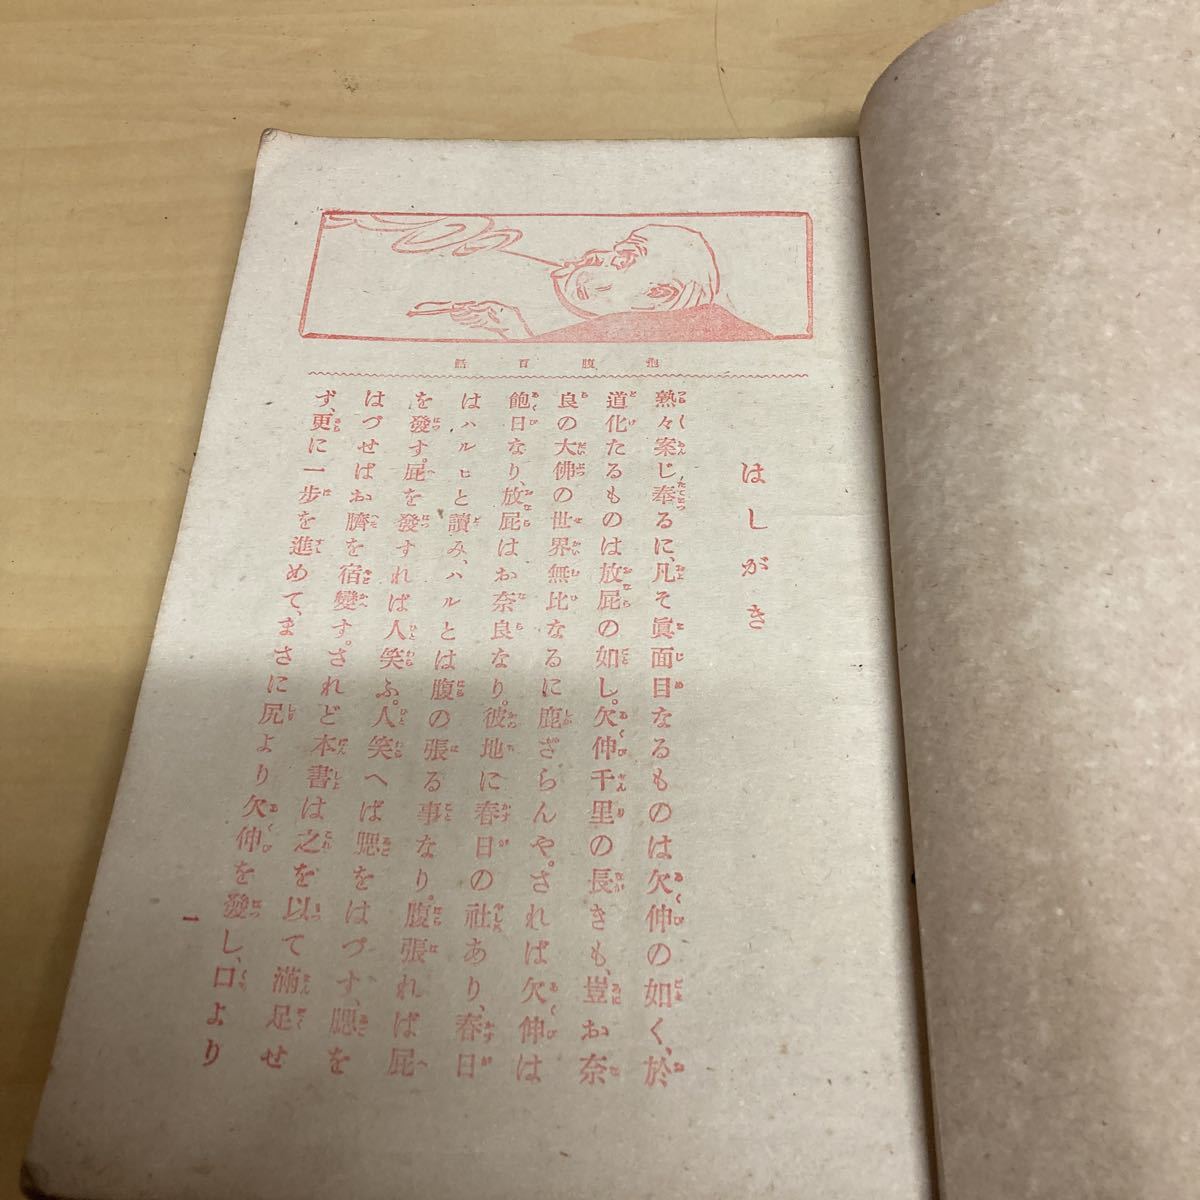 抱腹百話
はしがき
熟々案じ奉るに、凡そ眞面目なるものは欠伸の如く、於
道化たるものは放屁の如し。欠伸千里の長きも、豈お奈
良の大佛の世界無比なるに鹿ざらんや。されば欠伸は
飽日なり、放屁はお奈良なり。彼地に春日の社あり、春日
はハルヒと讀み、ハルとは腹の張る事なり。腹張れば屁
を發す。屁を發すれば人笑ふ。人笑へば腮をはづす、腮を
はづせばお臍を宿變す。されど本書は之を以て滿足せ
ず、更に一步を進めて、まさに尻より欠伸を發し、口より
一